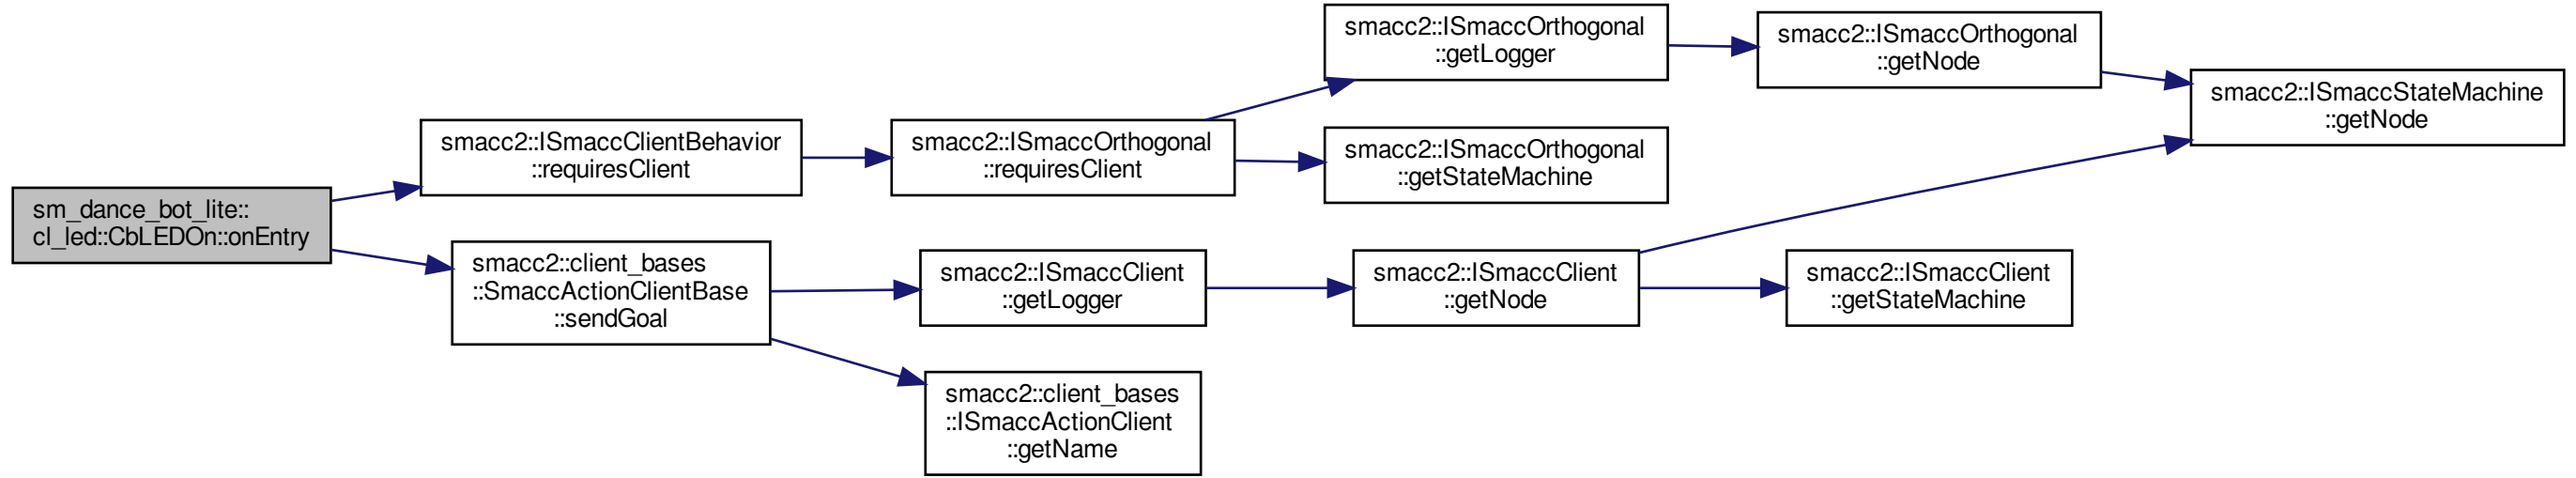 sm_dance_bot_lite::
cl_led::CbLEDOn::onEntry
smacc2::ISmaccClientBehavior
::requiresClient
smacc2::ISmaccOrthogonal
::requiresClient
smacc2::ISmaccOrthogonal
::getLogger
smacc2::ISmaccOrthogonal
::getNode
smacc2::ISmaccStateMachine
::getNode
smacc2::ISmaccOrthogonal
::getStateMachine
smacc2::client_bases
::SmaccActionClientBase
::sendGoal
smacc2::ISmaccClient
::getLogger
smacc2::ISmaccClient
::getNode
smacc2::ISmaccClient
::getStateMachine
smacc2::client_bases
::ISmaccActionClient
::getName